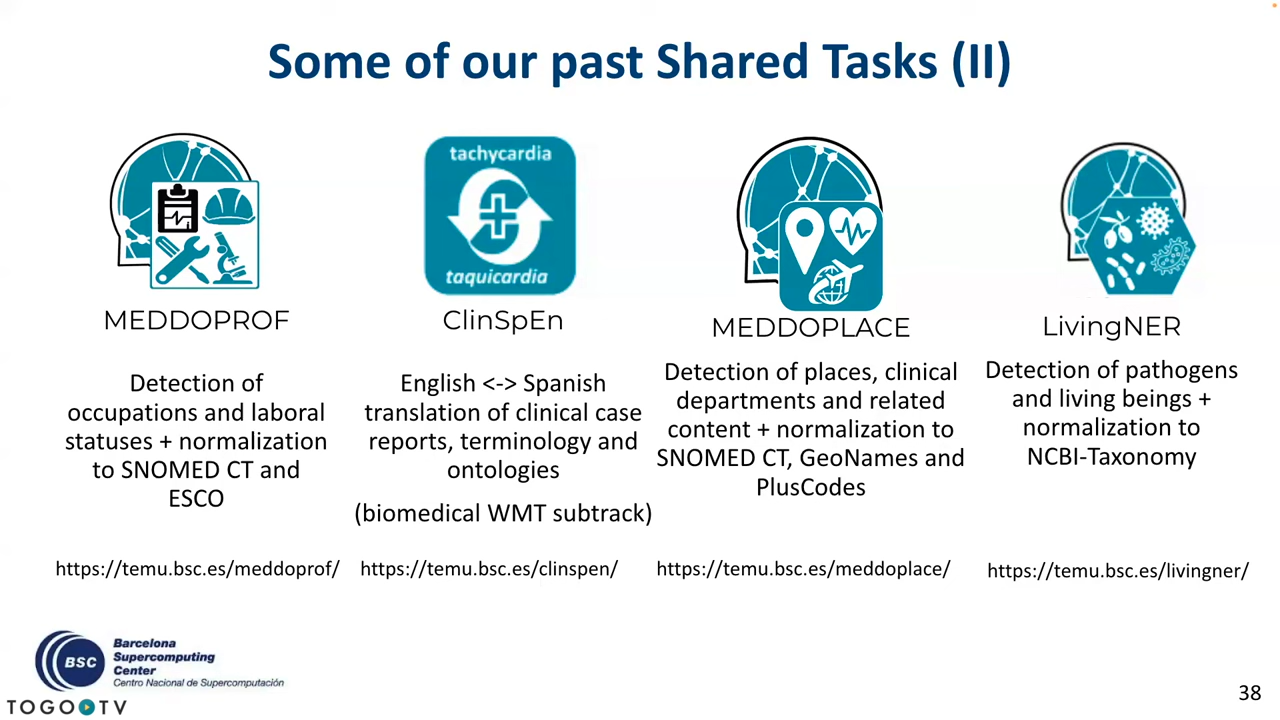 Some of our past Shared Tasks (II)
tachycardia
taquicardia
MEDDOPROF
Detection of
occupations and laboral
statuses + normalization
to SNOMED CT and
ESCO
https://temu.bsc.es/meddoprof/
ClinSpEn
English <-> Spanish
translation of clinical case
reports, terminology and
ontologies
(biomedical WMT subtrack)
https://temu.bsc.es/clinspen/
MEDDOPLACE
Detection of places, clinical
departments and related
content + normalization to
SNOMED CT, GeoNames and
PlusCodes
https://temu.bsc.es/meddoplace/
LivingNER
Detection of pathogens
and living beings +
normalization to
NCBI-Taxonomy
https://temu.bsc.es/livingner/
BSC
Barcelona
Supercomputing
Center
Centro Nacional de Supercomputación
TOGO TV
38